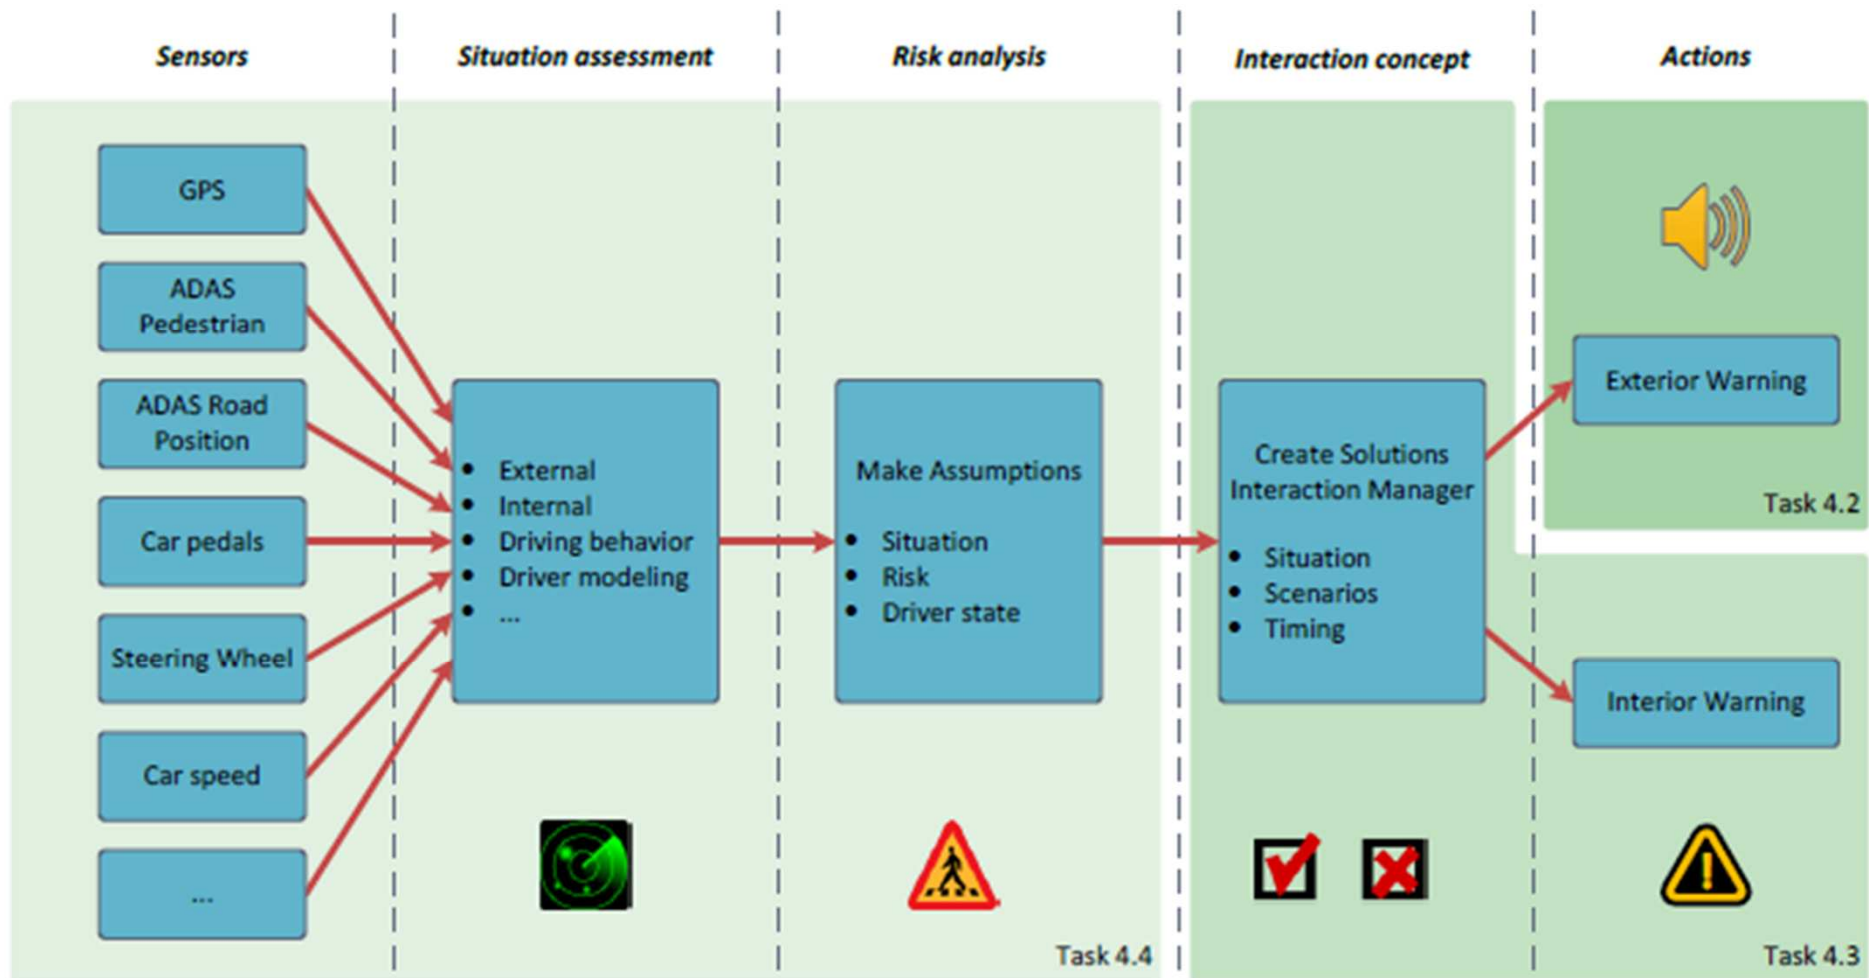 Sensors
Situation assessment
Risk analysis
Interaction concept
Actions
GPS
ADAS
Pedestrian
ADAS Road
Position
Car pedals
Steering Wheel
Car speed
...
• External
• Internal
• Driving behavior
• Driver modeling
• ...
Make Assumptions
• Situation
• Risk
• Driver state
Task 4.4
Create Solutions
Interaction Manager
• Situation
• Scenarios
• Timing
Exterior Warning
Task 4.2
Interior Warning
Task 4.3